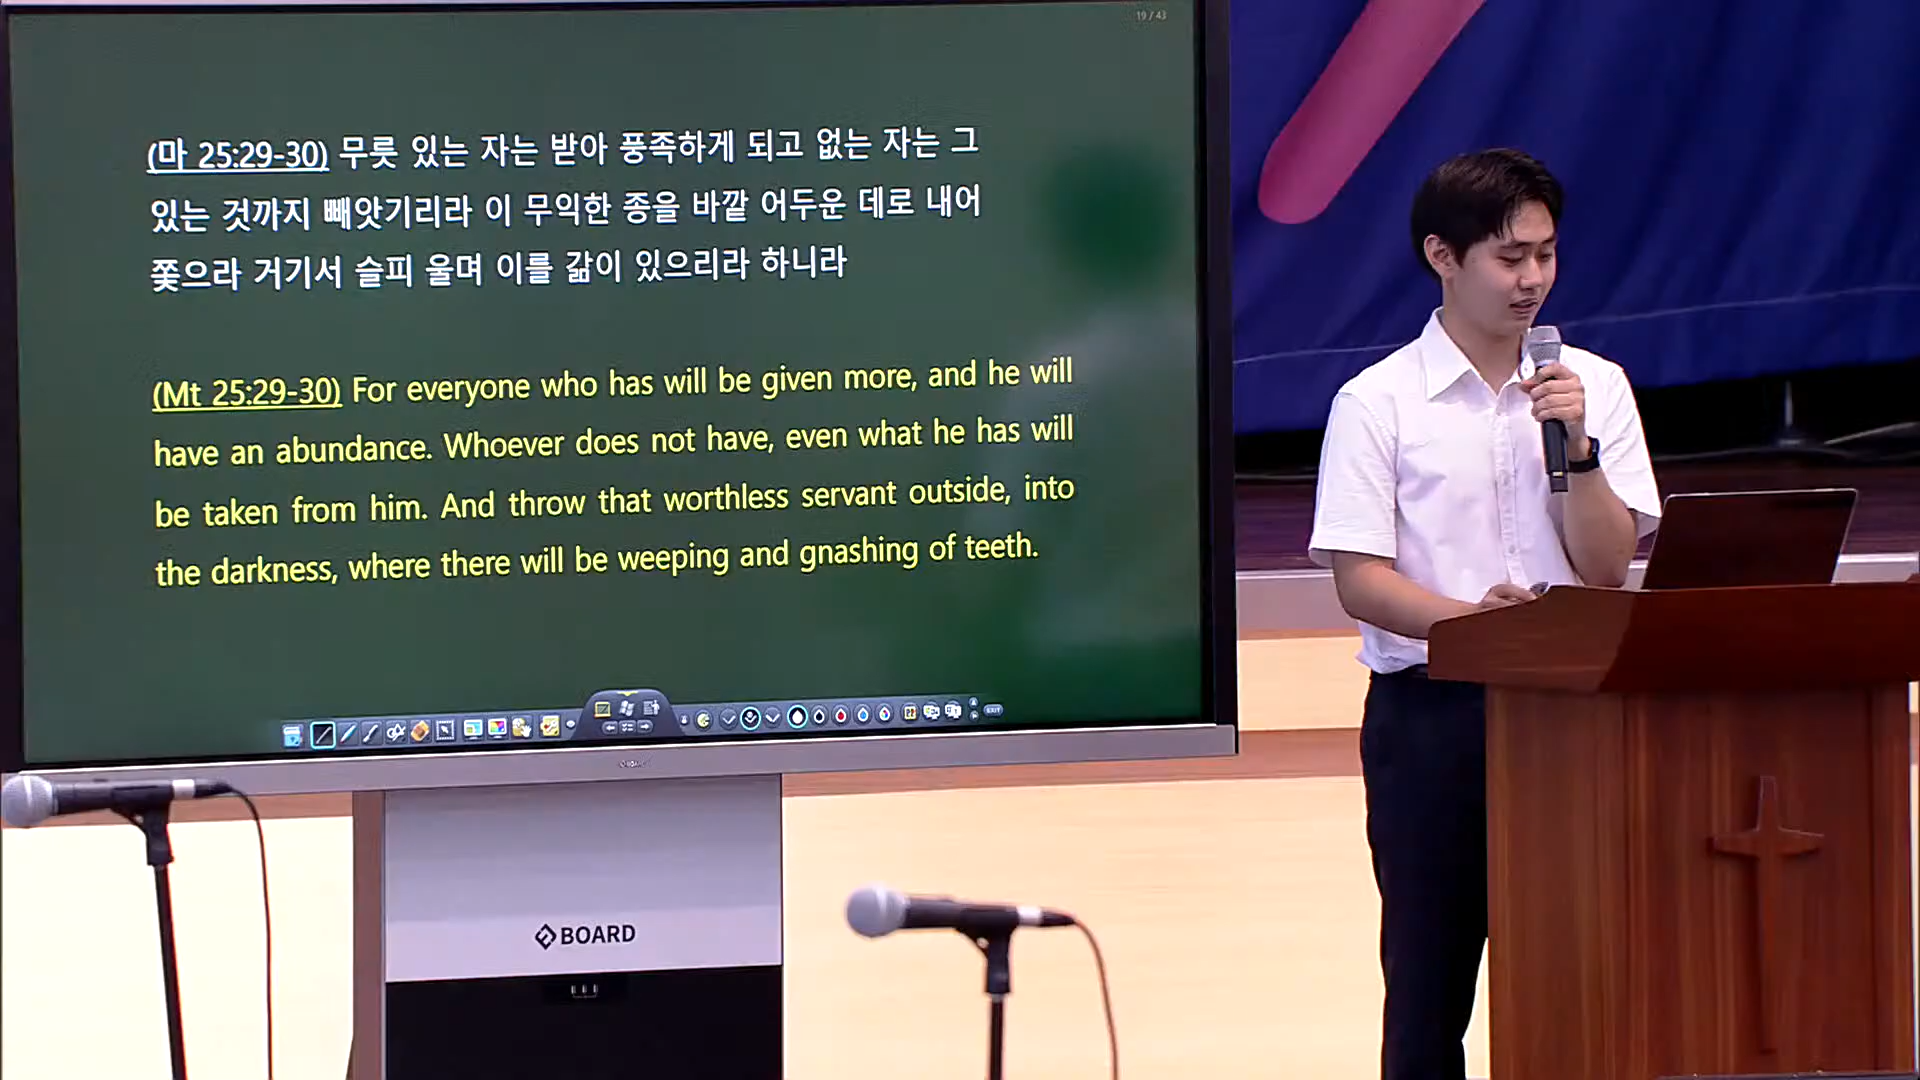 19 / 43
(마 25:29-30) 무릇 있는 자는 받아 풍족하게 되고 없는 자는 그
있는 것까지 빼앗기리라 이 무익한 종을 바깥 어두운 데로 내어
쫓으라 거기서 슬피 울며 이를 갊이 있으리라 하니라
(Mt 25:29-30) For everyone who has will be given more, and he will
have an abundance. Whoever does not have, even what he has will
be taken from him. And throw that worthless servant outside, into
the darkness, where there will be weeping and gnashing of teeth.
EXIT
BOARD